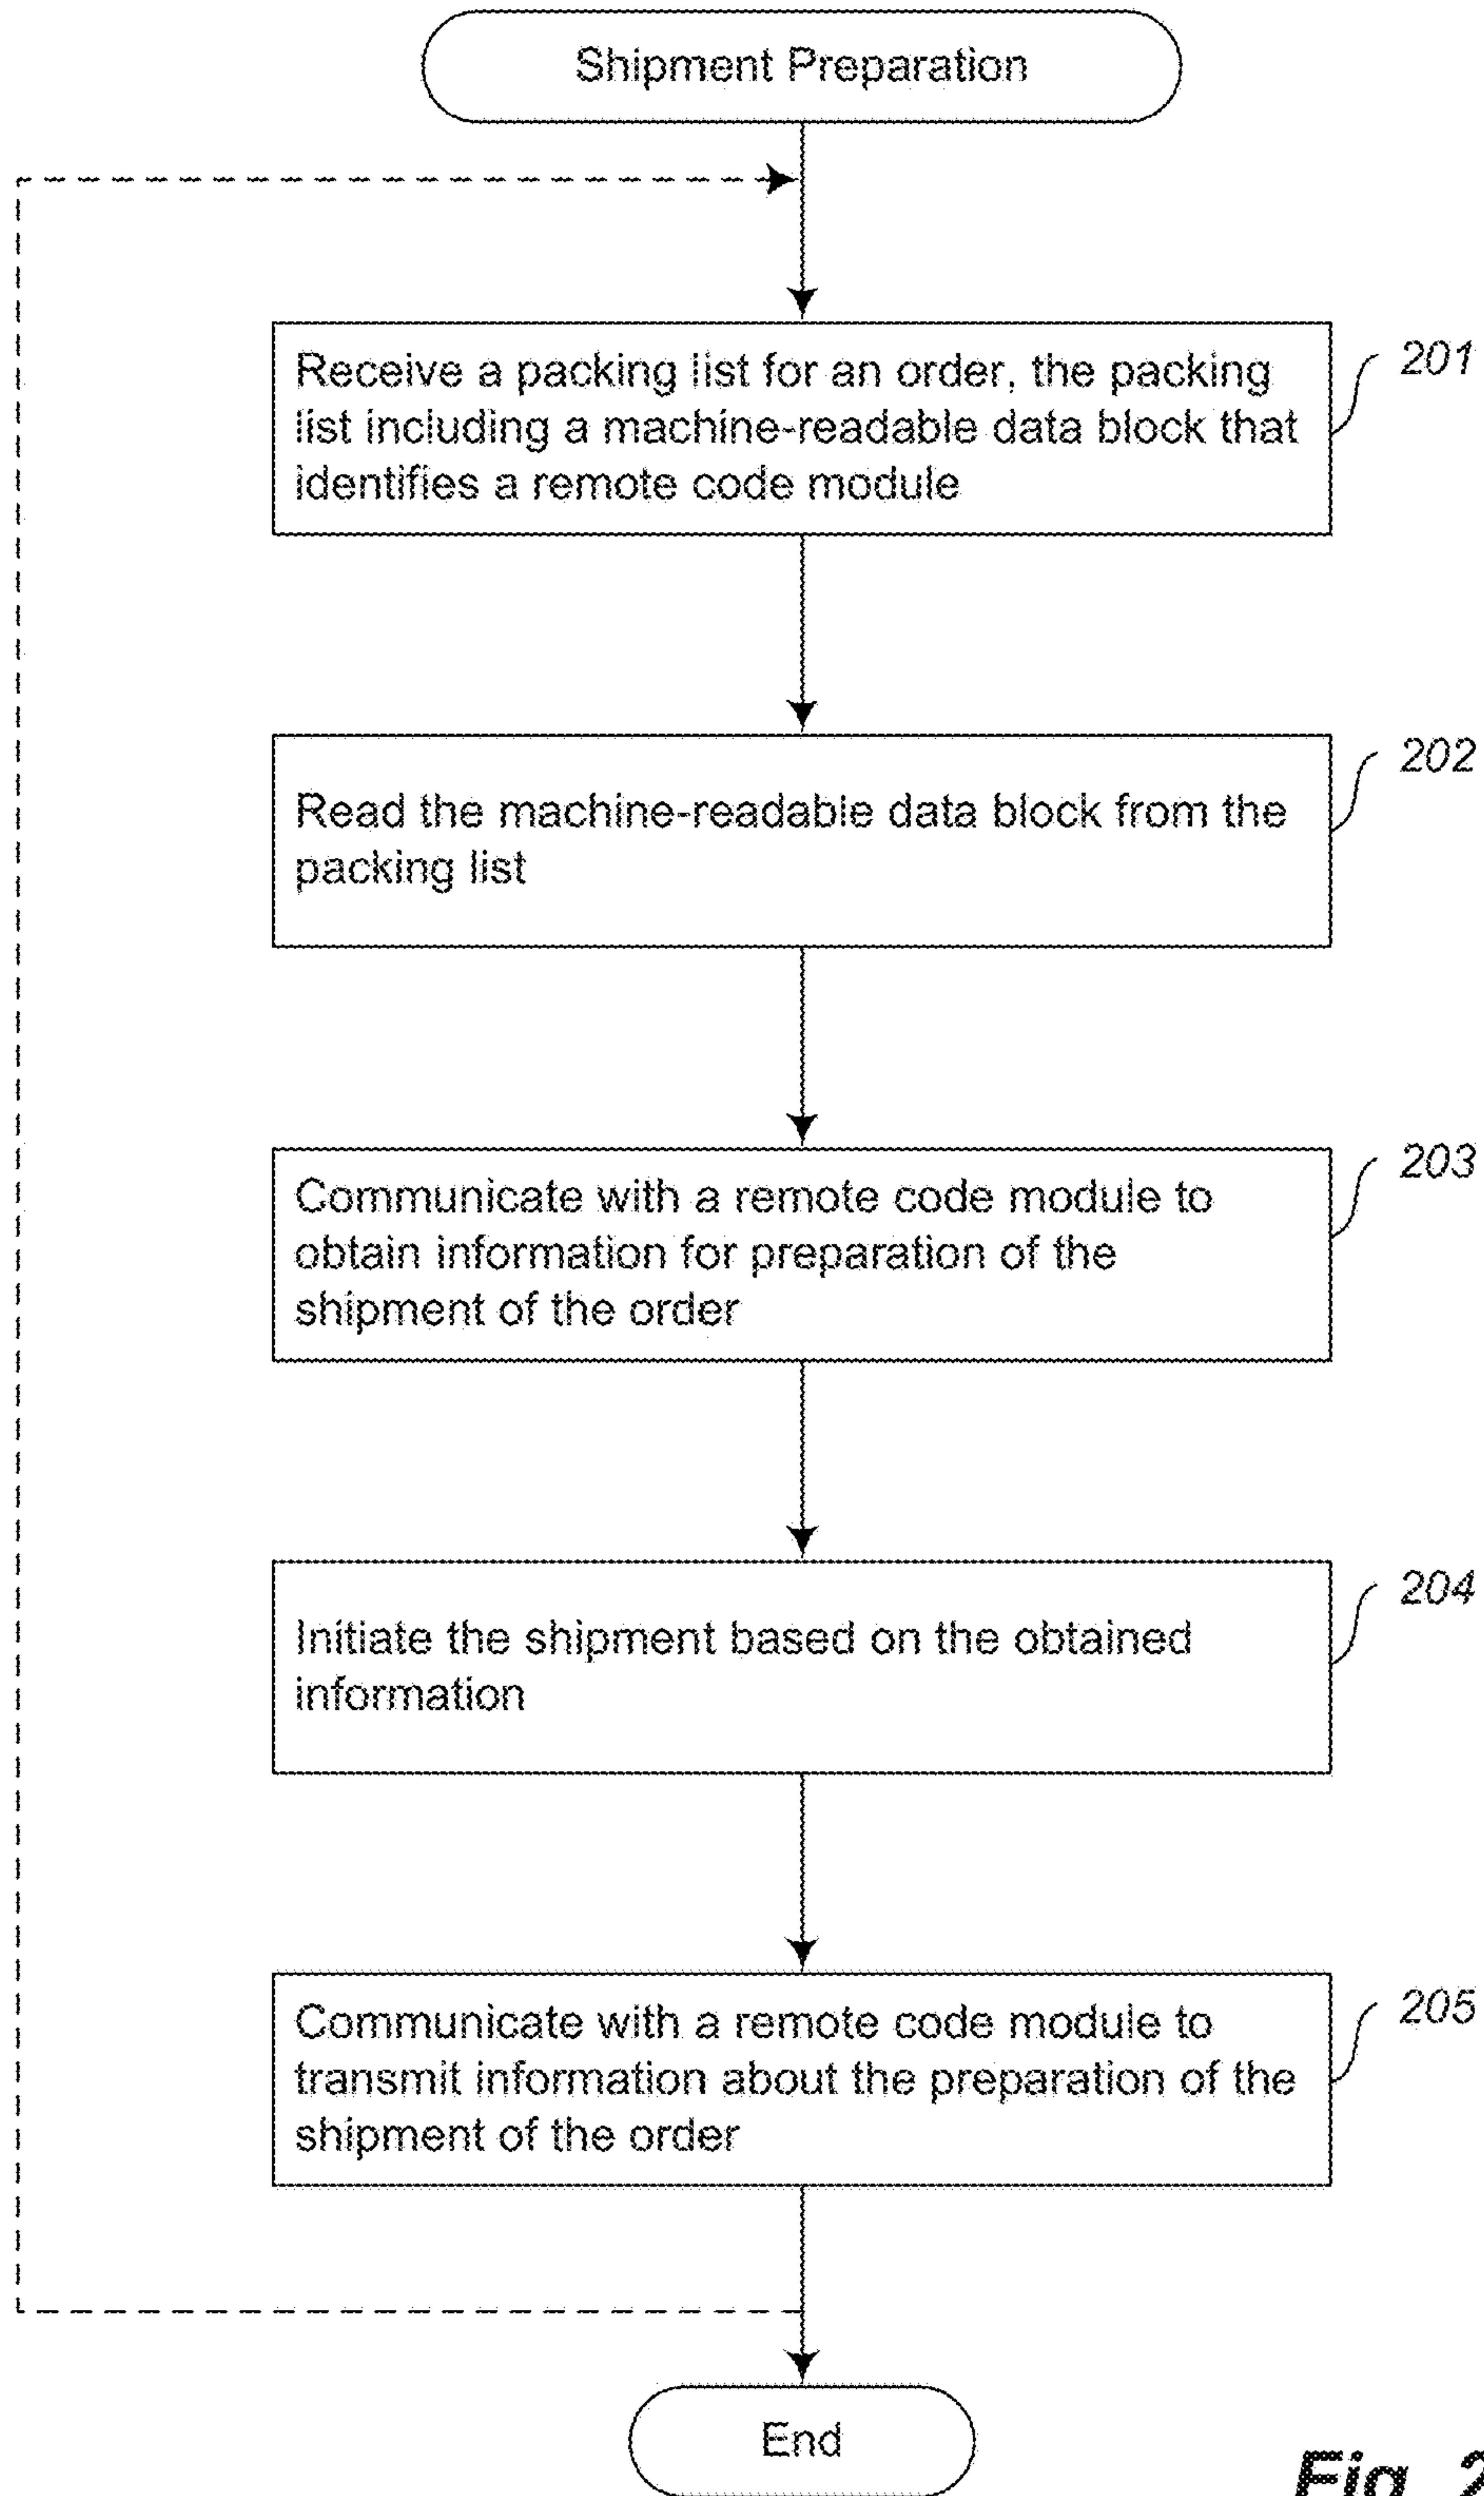 Shipment Preparation
Receive a packing list for an order, the packing
list including a machine-readable data block that
identifies a remote code module
201
Read the machine-readable data block from the
packing list
202
Communicate with a remote code module to
obtain information for preparation of the
shipment of the order
203
Initiate the shipment based on the obtained
information
204
Communicate with a remote code module to
transmit information about the preparation of the
shipment of the order
205
End
Fig. 2